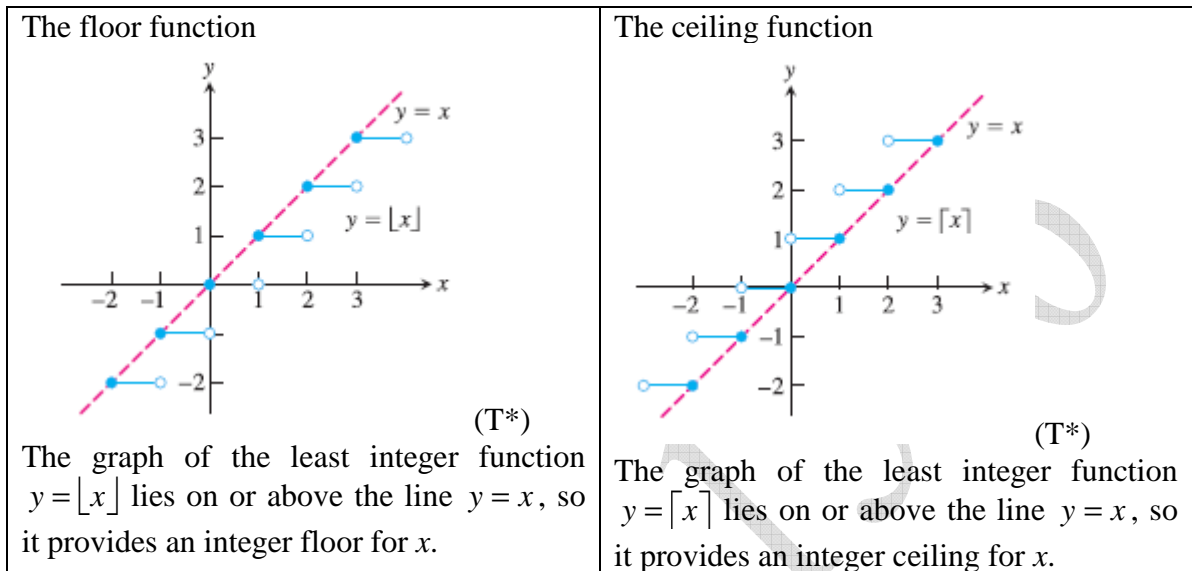 The floor function
y
y = x
3
2
y = ⌊x⌋
1
x
–2 –1 1 2 3
–2
(T*)
The graph of the least integer function
y = ⌊x⌋ lies on or above the line y = x, so
it provides an integer floor for x.
The ceiling function
y
y = x
3
2
y = ⌈x⌉
1
x
–2 –1 1 2 3
–1
–2
(T*)
The graph of the least integer function
y = ⌈x⌉ lies on or above the line y = x, so
it provides an integer ceiling for x.